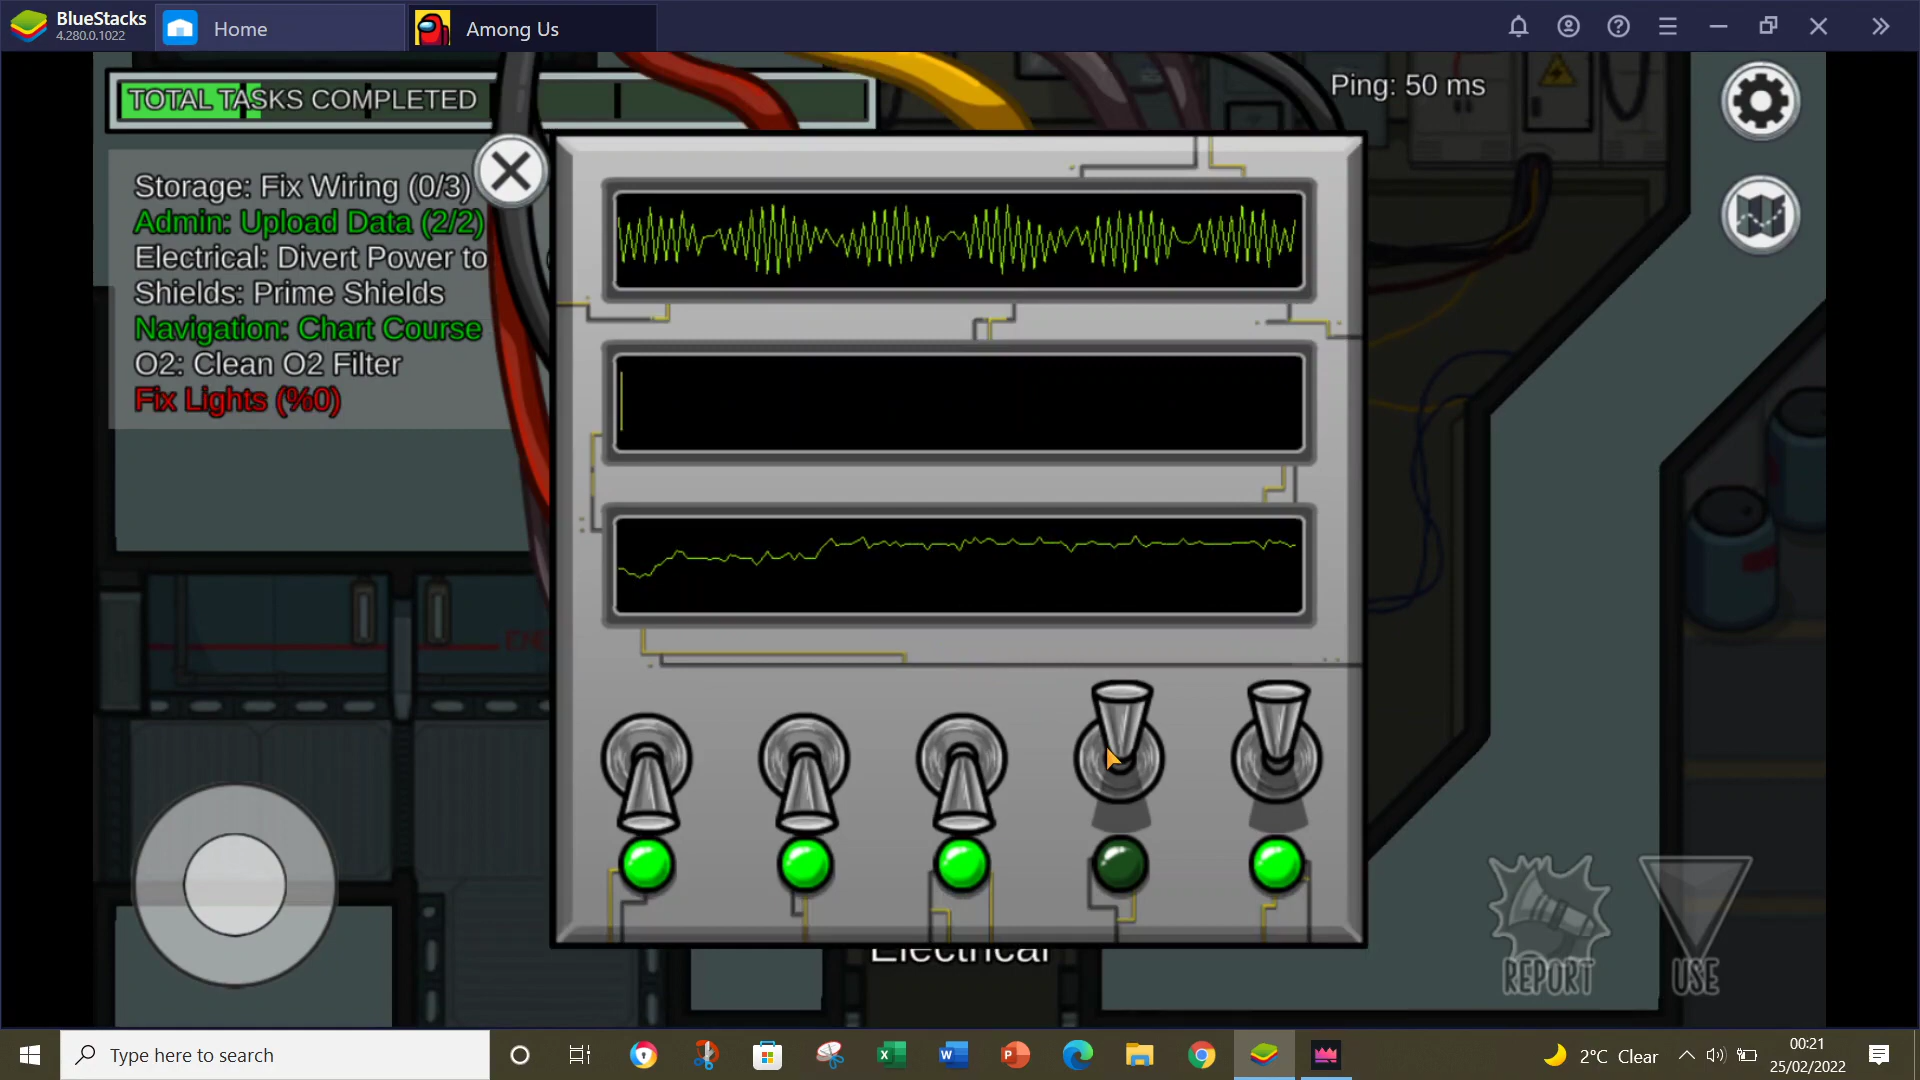 BlueStacks
4.280.0.1022
Home
Among Us
TOTAL TASKS COMPLETED
Ping: 50 ms
Storage: Fix Wiring (0/3)
Admin: Upload Data (2/2)
Electrical: Divert Power to
Shields: Prime Shields
Navigation: Chart Course
O2: Clean O2 Filter
Fix Lights (%0)
Electrical
REPORT
USE
Type here to search
2°C Clear
00:21
25/02/2022